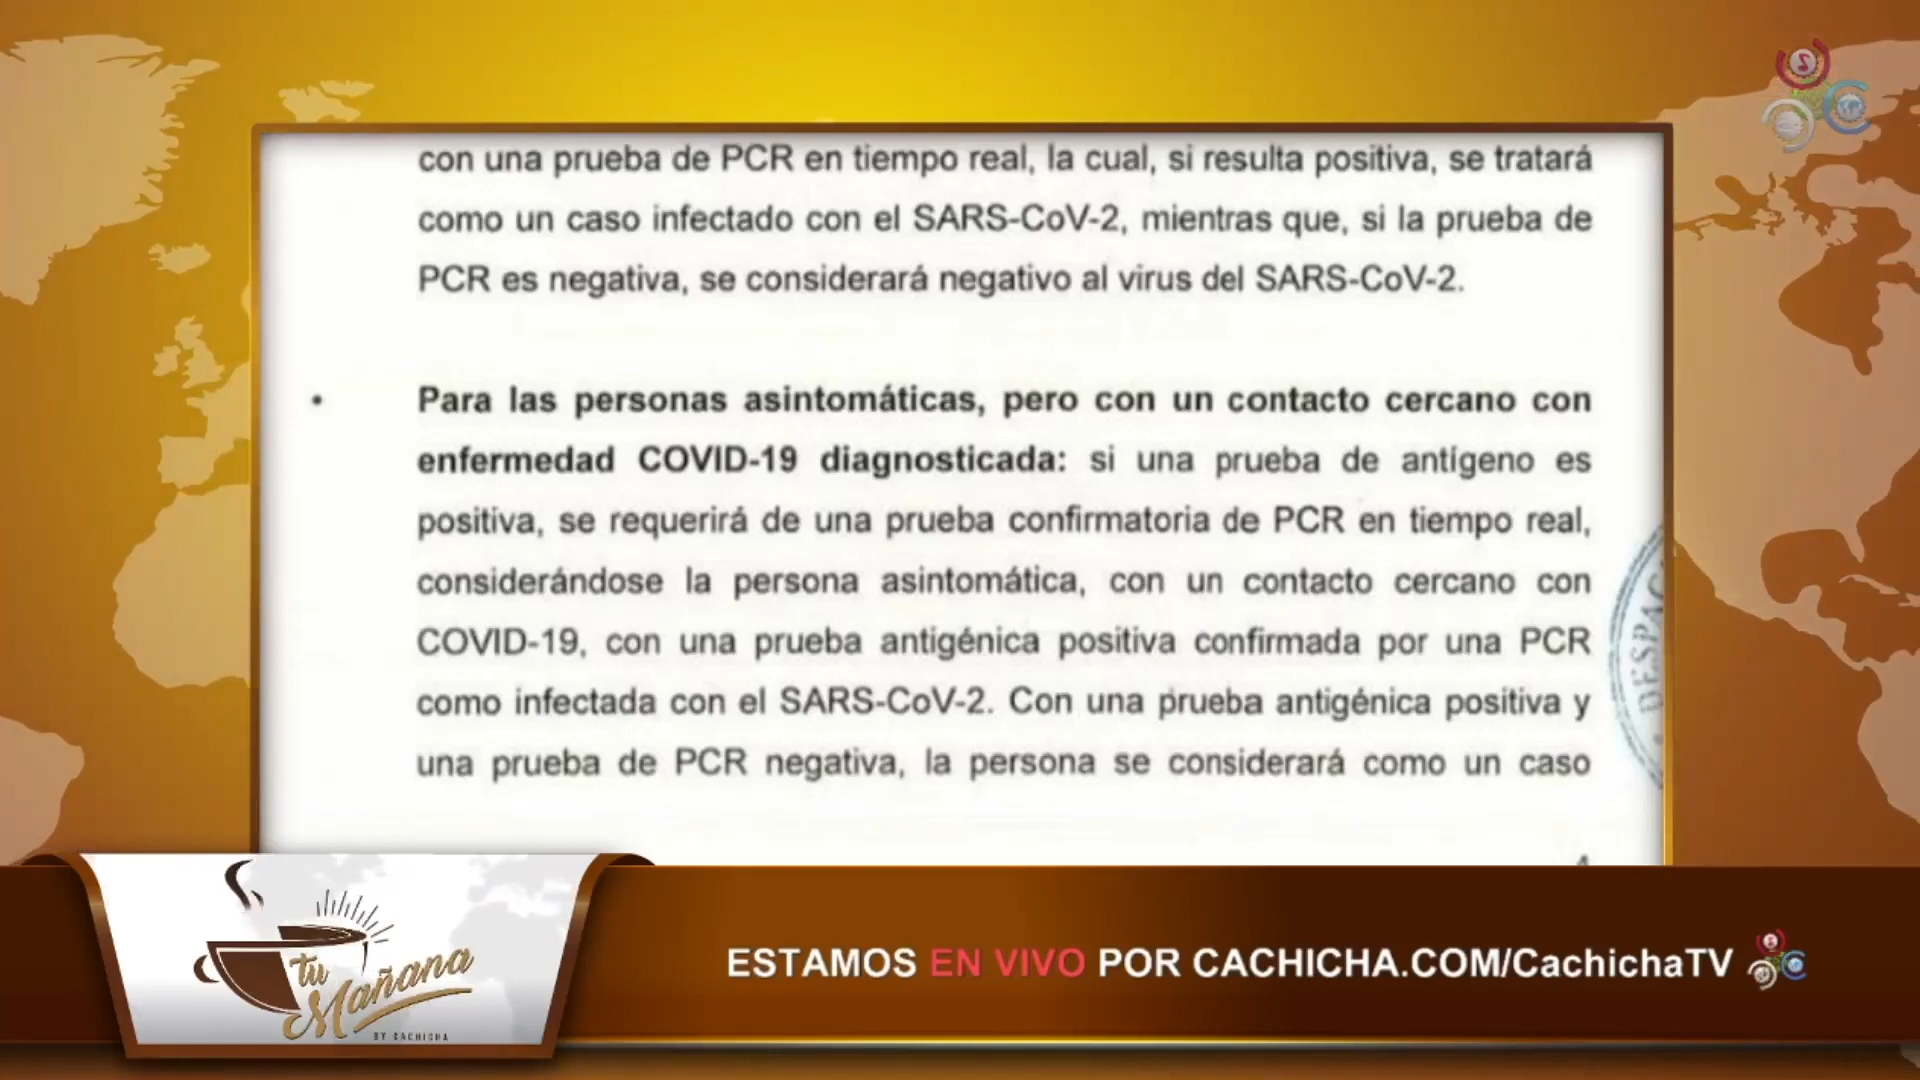 con una prueba de PCR en tiempo real, la cual, si resulta positiva, se tratará
como un caso infectado con el SARS-CoV-2, mientras que, si la prueba de
PCR es negativa, se considerará negativo al virus del SARS-CoV-2.
• Para las personas asintomáticas, pero con un contacto cercano con
enfermedad COVID-19 diagnosticada: si una prueba de antígeno es
positiva, se requerirá de una prueba confirmatoria de PCR en tiempo real,
considerándose la persona asintomática, con un contacto cercano con
COVID-19, con una prueba antigénica positiva confirmada por una PCR
como infectada con el SARS-CoV-2. Con una prueba antigénica positiva y
una prueba de PCR negativa, la persona se considerará como un caso
tu
Mañana
BY CACHICHA
ESTAMOS EN VIVO POR CACHICHA.COM/CachichaTV